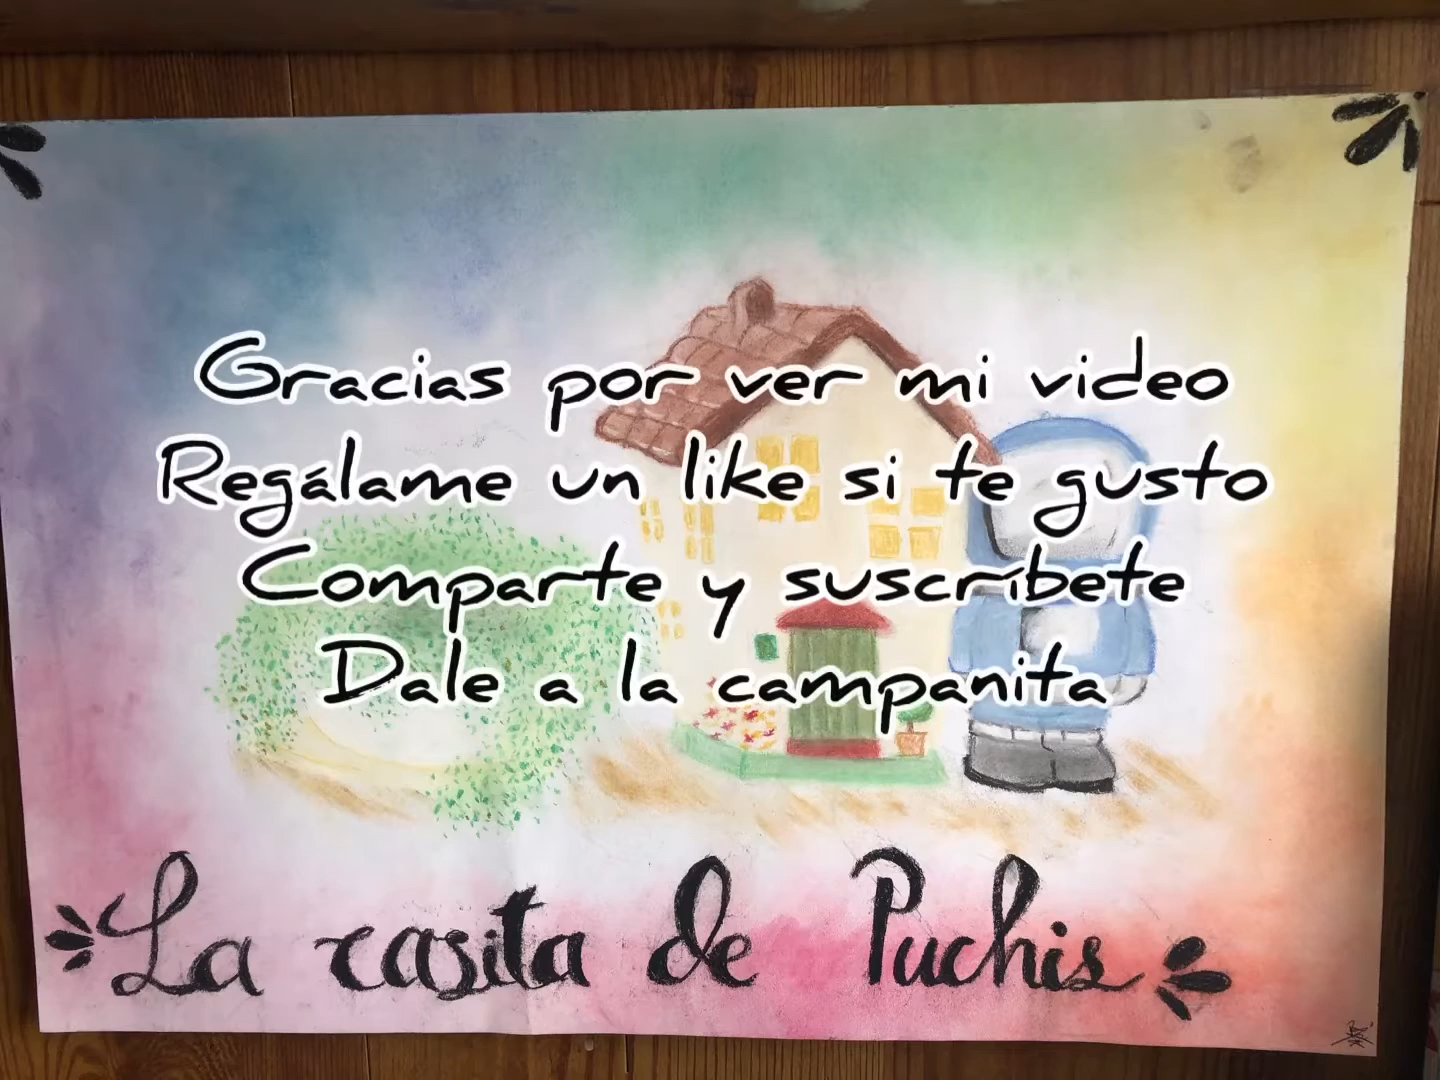 Gracias por ver mi video
Regálame un like si te gusto
Comparte y suscríbete
Dale a la campanita
La casita de Puchis